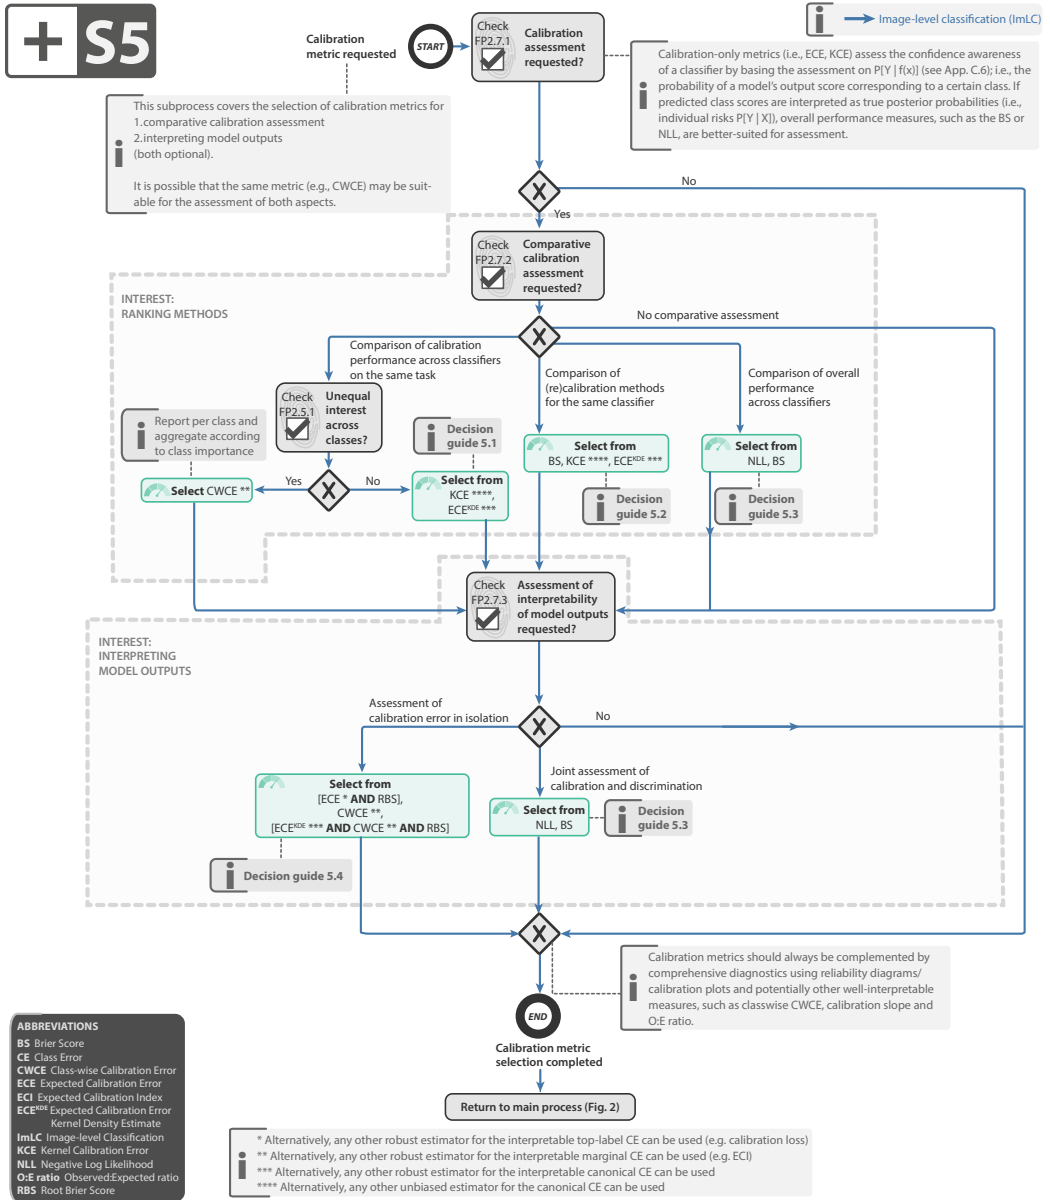 + S5
Calibration
metric requested
START
Check
FP2.7.1
Calibration
assessment
requested?
i
Image-level classification (ImLC)
i
Calibration-only metrics (i.e., ECE, KCE) assess the confidence awareness
of a classifier by basing the assessment on P[Y | f(x)] (see App. C.6); i.e., the
probability of a model's output score corresponding to a certain class. If
predicted class scores are interpreted as true posterior probabilities (i.e.,
individual risks P[Y | X]), overall performance measures, such as the BS or
NLL, are better-suited for assessment.
i
This subprocess covers the selection of calibration metrics for
1.comparative calibration assessment
2.interpreting model outputs
(both optional).
It is possible that the same metric (e.g., CWCE) may be suit-
able for the assessment of both aspects.
X
No
Yes
Check
FP2.7.2
Comparative
calibration
assessment
requested?
INTEREST:
RANKING METHODS
X
No comparative assessment
Comparison of calibration
performance across classifiers
on the same task
Comparison of
(re)calibration methods
for the same classifier
Comparison of overall
performance
across classifiers
Check
FP2.5.1
Unequal
interest
across
classes?
i
Report per class and
aggregate according
to class importance
i
Decision
guide 5.1
Select from
BS, KCE ****, ECEKDE ***
Select from
NLL, BS
Select CWCE **
Yes
X
No
Select from
KCE ****,
ECEKDE ***
i
Decision
guide 5.2
i
Decision
guide 5.3
Check
FP2.7.3
Assessment of
interpretability
of model outputs
requested?
INTEREST:
INTERPRETING
MODEL OUTPUTS
Assessment of
calibration error in isolation
X
No
Joint assessment of
calibration and discrimination
Select from
[ECE * AND RBS],
CWCE **,
[ECEKDE *** AND CWCE ** AND RBS]
Select from
NLL, BS
i
Decision
guide 5.3
i
Decision guide 5.4
X
i
Calibration metrics should always be complemented by
comprehensive diagnostics using reliability diagrams/
calibration plots and potentially other well-interpretable
measures, such as classwise CWCE, calibration slope and
O:E ratio.
END
Calibration metric
selection completed
Return to main process (Fig. 2)
ABBREVIATIONS
BS Brier Score
CE Class Error
CWCE Class-wise Calibration Error
ECE Expected Calibration Error
ECI Expected Calibration Index
ECEKDE Expected Calibration Error
Kernel Density Estimate
ImLC Image-level Classification
KCE Kernel Calibration Error
NLL Negative Log Likelihood
O:E ratio Observed:Expected ratio
RBS Root Brier Score
i
* Alternatively, any other robust estimator for the interpretable top-label CE can be used (e.g. calibration loss)
** Alternatively, any other robust estimator for the interpretable marginal CE can be used (e.g. ECI)
*** Alternatively, any other robust estimator for the interpretable canonical CE can be used
**** Alternatively, any other unbiased estimator for the canonical CE can be used